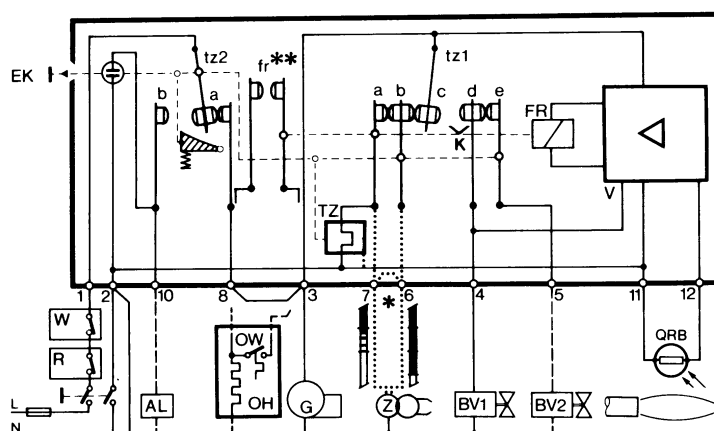 tz2 fr** tz1
EK
b a a b c d e
FR
K
V
TZ
1 2 10 8 3 7 * 6 4 5 11 12
W
OW
QRB
R
L
AL OH G Z BV1 BV2
N